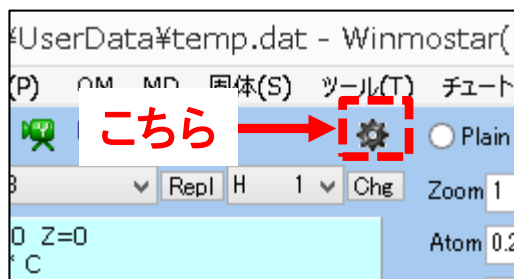 ¥UserData¥temp.dat - Winmostar(
(P) QM MD 固体(S) ツール(T) チュート
こちら
Plain
Repl H 1 Chg Zoom 1
0 Z=0 Atom 0.2
* C